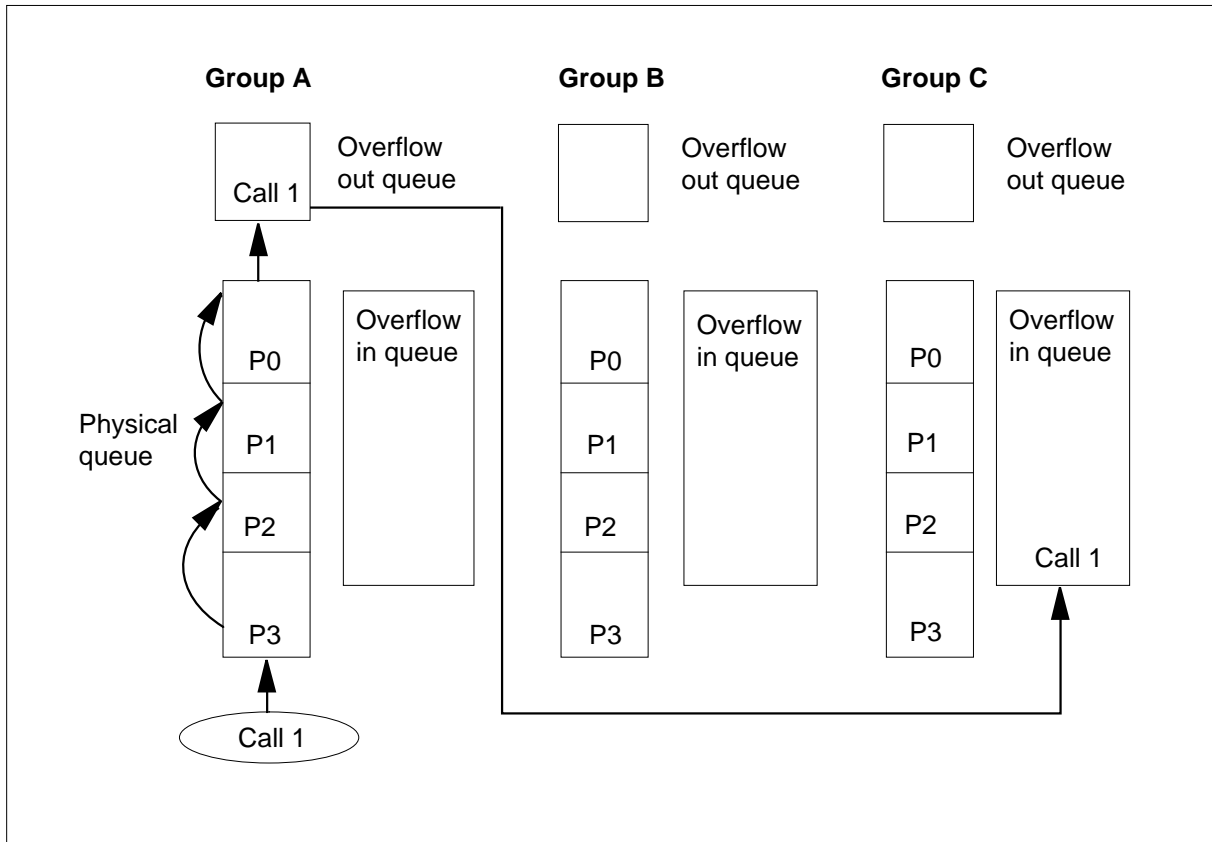 Group A
Group B
Group C
Overflow
out queue
Call 1
Overflow
out queue
Overflow
out queue
Physical
queue
P0
P1
P2
P3
Overflow
in queue
P0
P1
P2
P3
Overflow
in queue
P0
P1
P2
P3
Overflow
in queue
Call 1
Call 1